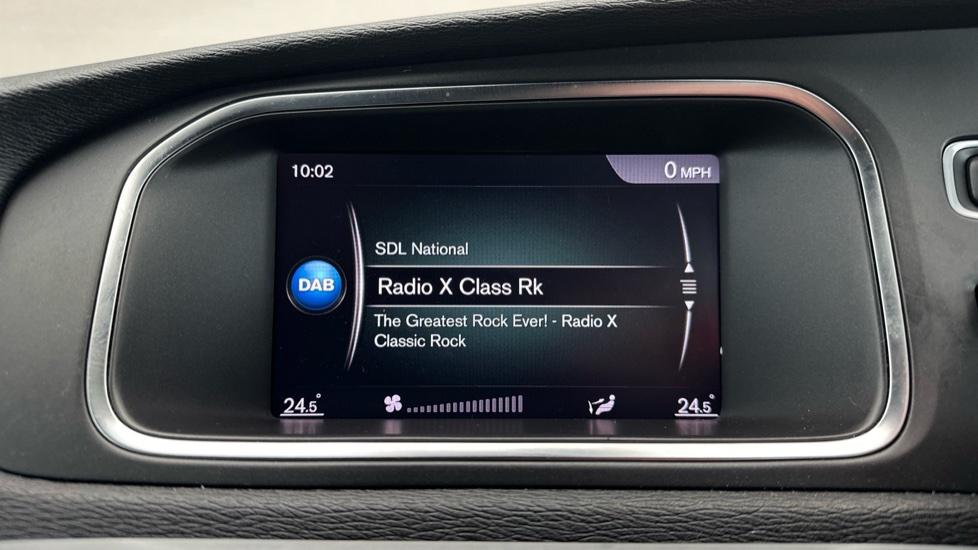 10:02
0 MPH
SDL National
DAB
Radio X Class Rk
The Greatest Rock Ever! - Radio X
Classic Rock
24.5°
24.5°